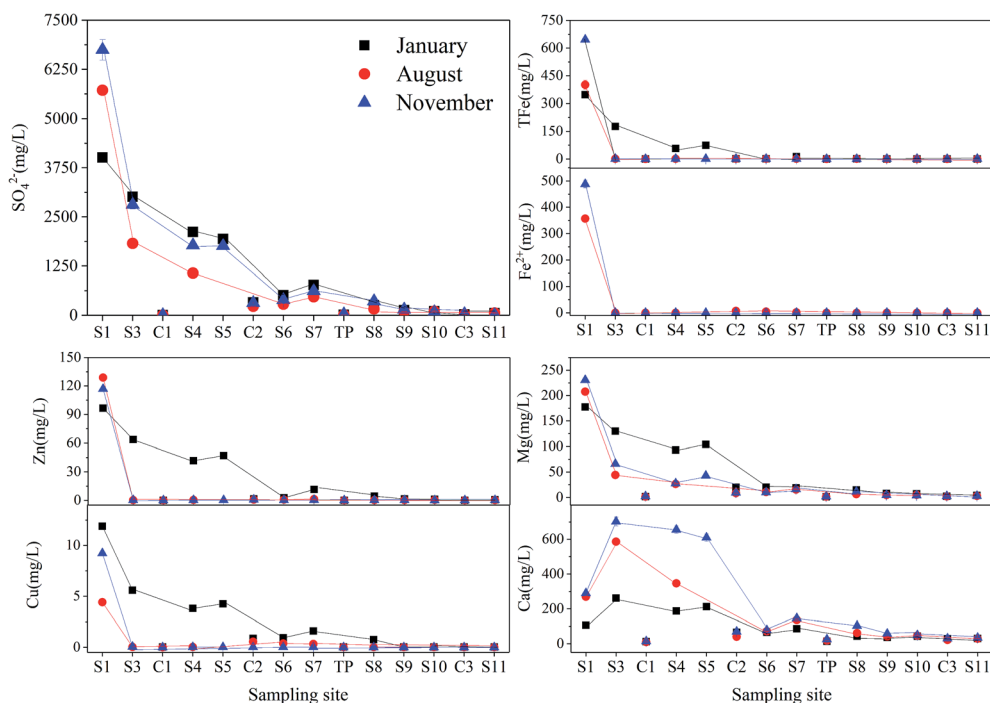 7500
6250
5000
3750
2500
1250
0
SO₄²⁻(mg/L)
January
August
November
S1 S3 C1 S4 S5 C2 S6 S7 TP S8 S9 S10 C3 S11
750
600
450
300
150
0
TFe(mg/L)
500
400
300
200
100
0
Fe²⁺(mg/L)
S1 S3 C1 S4 S5 C2 S6 S7 TP S8 S9 S10 C3 S11
150
120
90
60
30
0
Zn(mg/L)
10
5
0
Cu(mg/L)
S1 S3 C1 S4 S5 C2 S6 S7 TP S8 S9 S10 C3 S11
Sampling site
250
200
150
100
50
0
Mg(mg/L)
600
400
200
0
Ca(mg/L)
S1 S3 C1 S4 S5 C2 S6 S7 TP S8 S9 S10 C3 S11
Sampling site